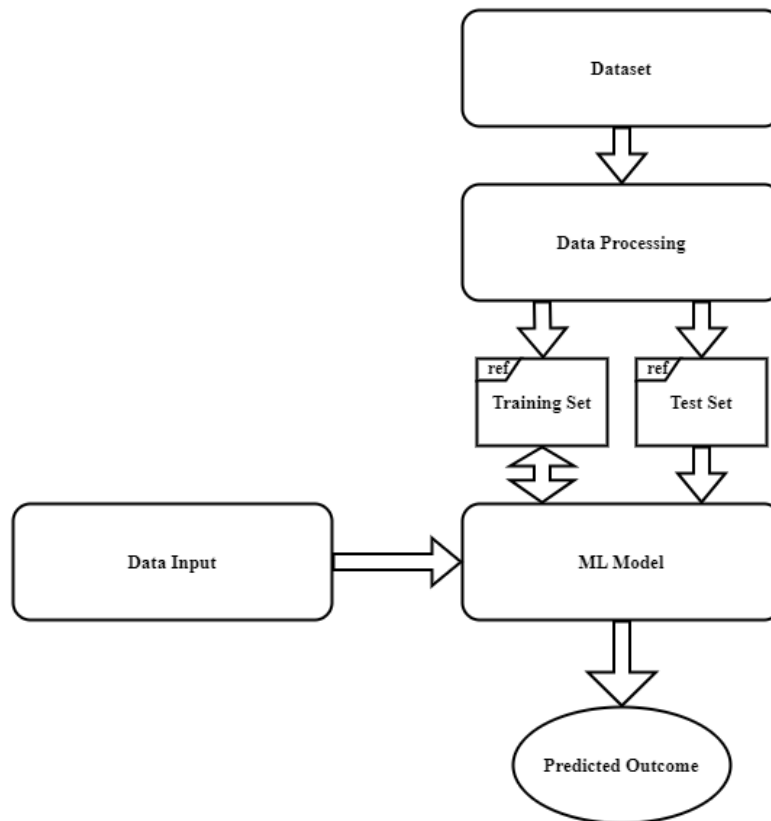 Dataset
Data Processing
ref
Training Set
ref
Test Set
Data Input
ML Model
Predicted Outcome